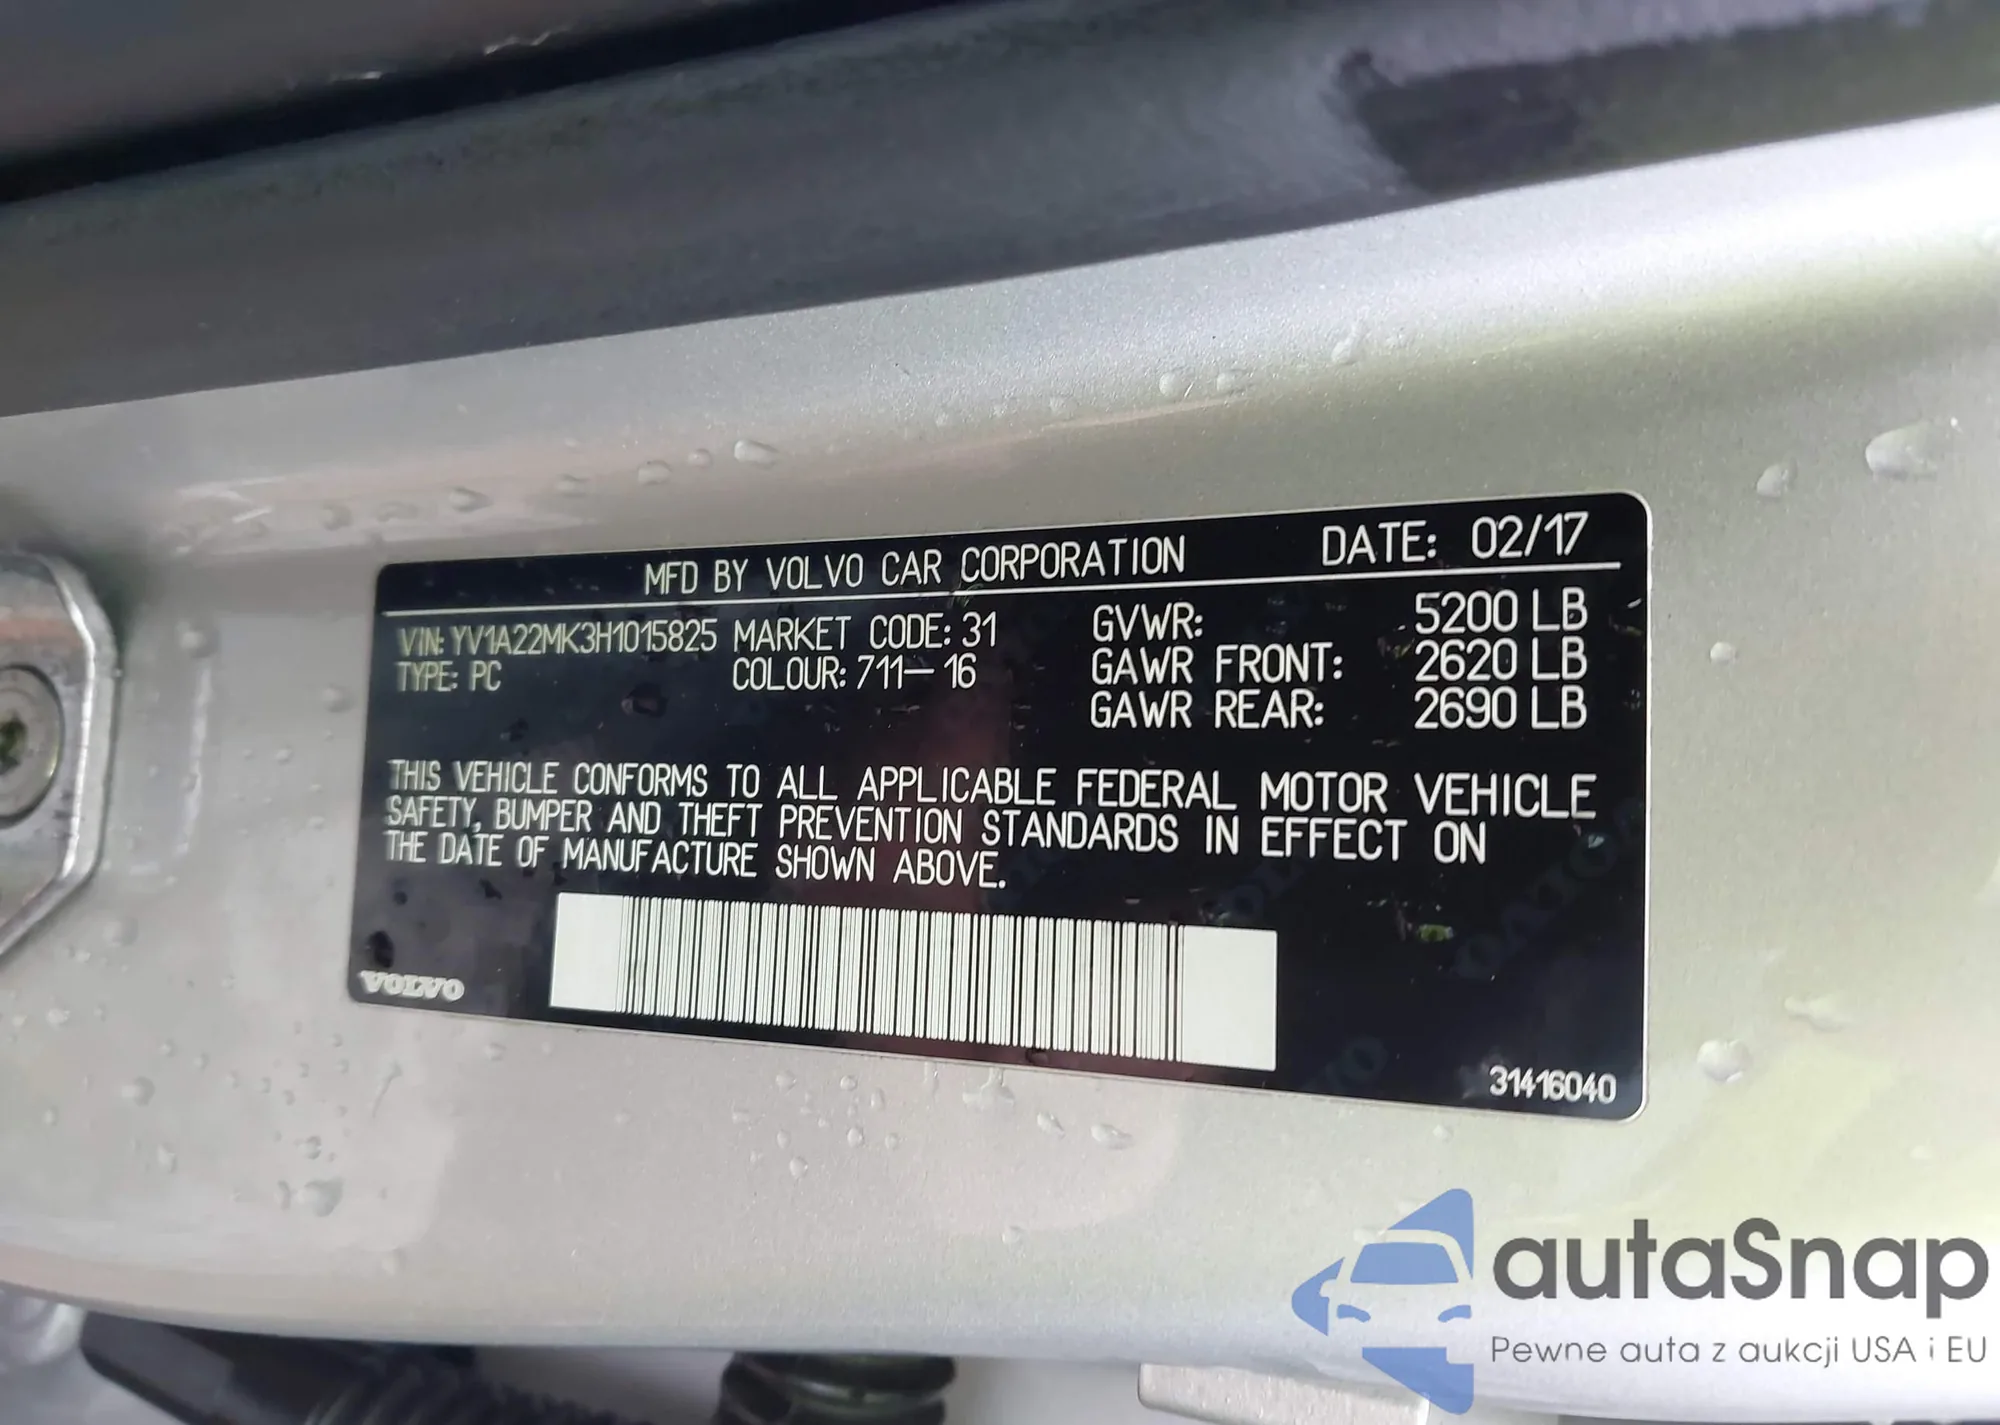 MFD BY VOLVO CAR CORPORATION DATE: 02/17
VIN: YV1A22MK3H1015825 MARKET CODE: 31 GVWR: 5200 LB
TYPE: PC COLOUR: 711-16 GAWR FRONT: 2620 LB
GAWR REAR: 2690 LB
THIS VEHICLE CONFORMS TO ALL APPLICABLE FEDERAL MOTOR VEHICLE
SAFETY, BUMPER AND THEFT PREVENTION STANDARDS IN EFFECT ON
THE DATE OF MANUFACTURE SHOWN ABOVE.
VOLVO
31416040
autaSnap
Pewne auta z aukcji USA i EU